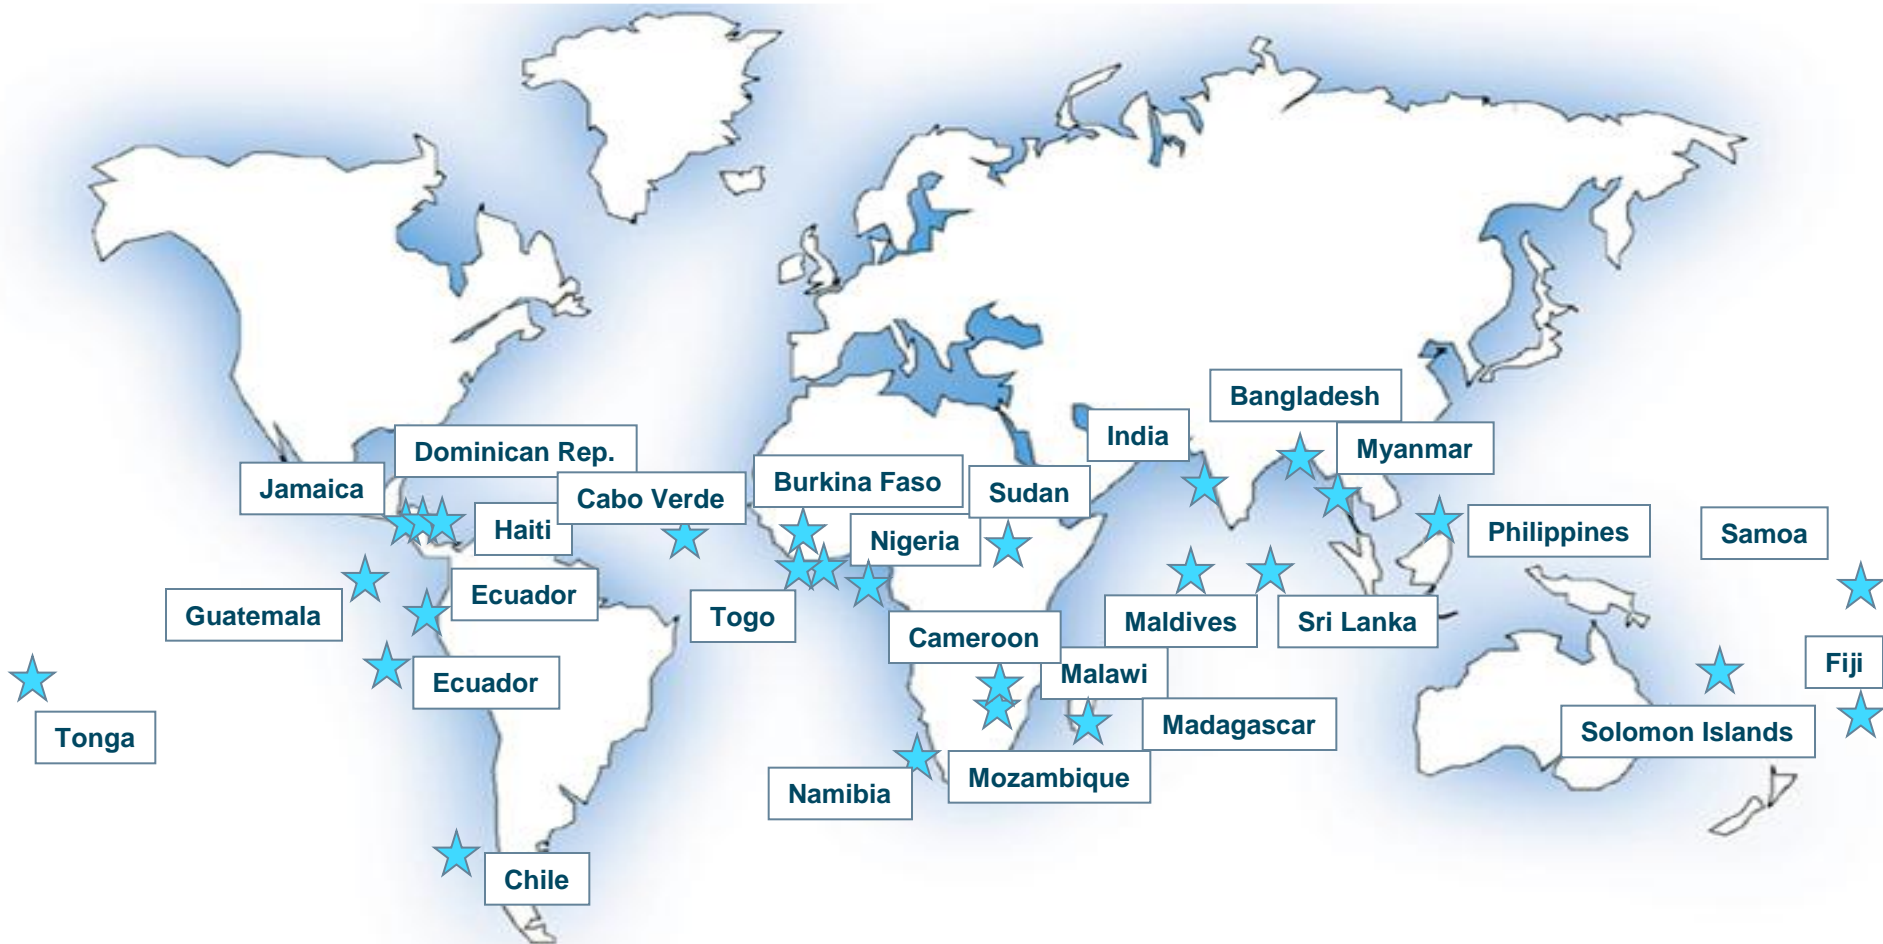 Bangladesh
India
Myanmar
Dominican Rep.
Jamaica
Cabo Verde
Burkina Faso
Sudan
Haiti
Nigeria
Philippines
Samoa
Ecuador
Guatemala
Togo
Cameroon
Maldives
Sri Lanka
Malawi
Fiji
Ecuador
Tonga
Madagascar
Solomon Islands
Namibia
Mozambique
Chile